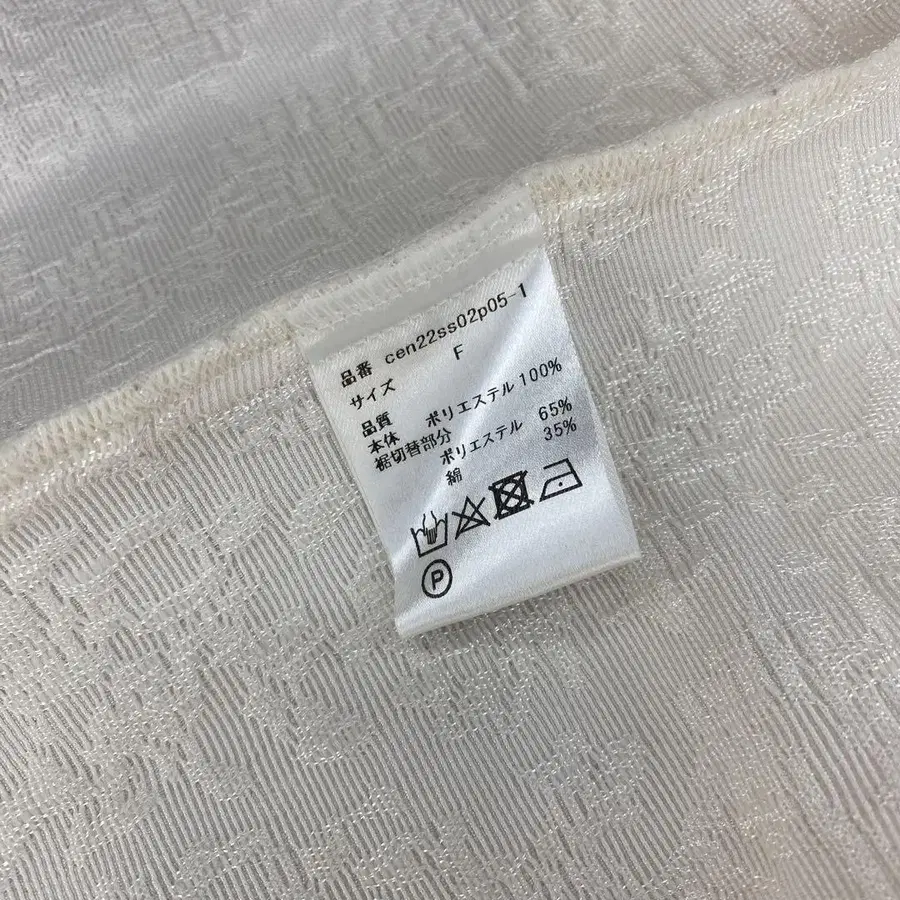 品番 cen22ss02p05-1
サイズ F
品質
本体 ポリエステル 100%
裾切替部分
ポリエステル 65%
綿 35%
P